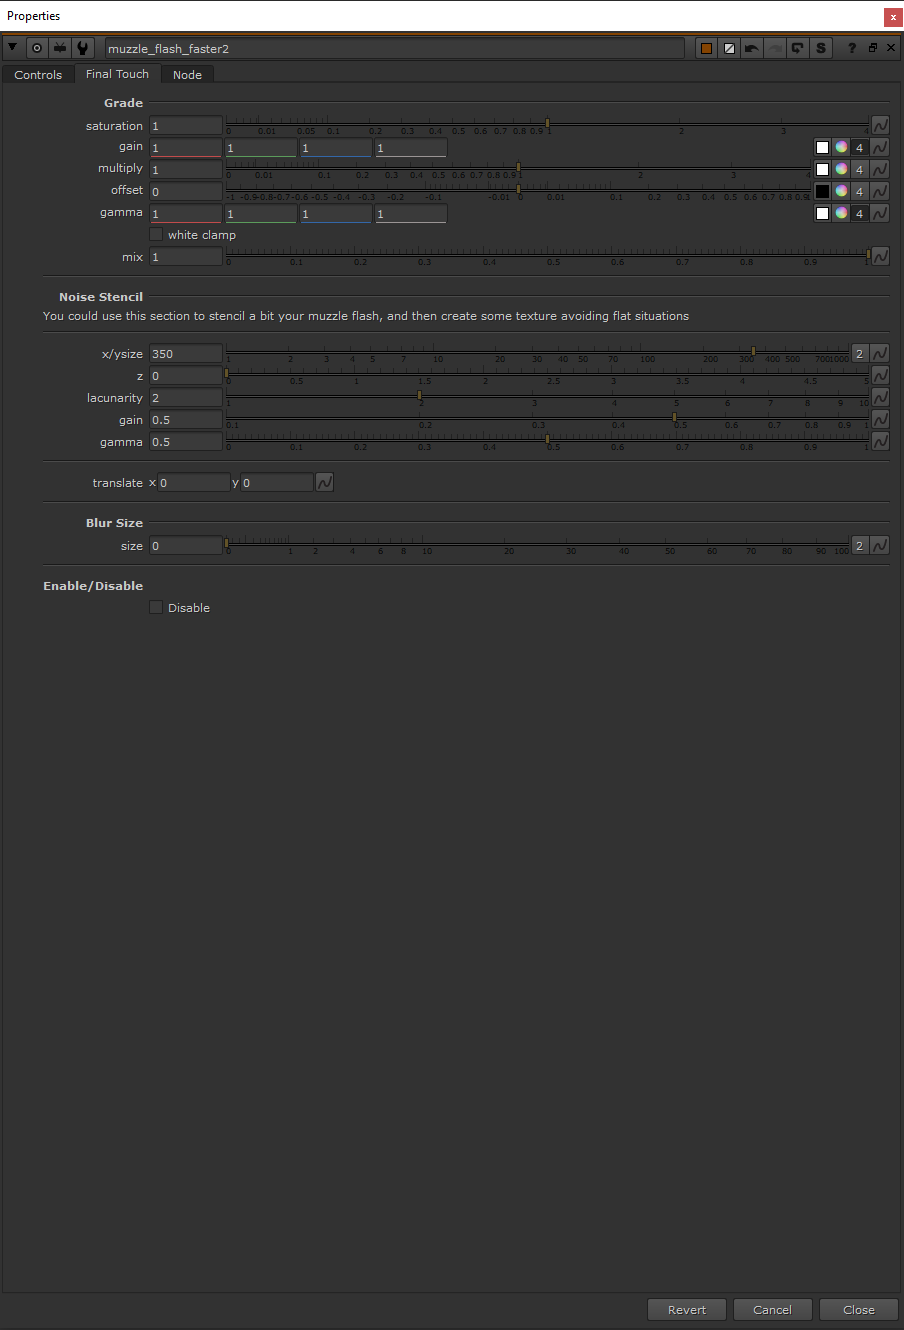 Properties
x
muzzle_flash_faster2
S ?
Controls Final Touch Node
Grade
saturation 1
0 0.01 0.05 0.1 0.2 0.3 0.4 0.5 0.6 0.7 0.8 0.9 1 2 3 4
gain 1 1 1 1 4
multiply 1 4
0 0.01 0.1 0.2 0.3 0.4 0.5 0.6 0.7 0.8 0.9 1 2 3 4
offset 0 4
-1 -0.9 -0.8 -0.7 -0.6 -0.5 -0.4 -0.3 -0.2 -0.1 -0.01 0 0.01 0.1 0.2 0.3 0.4 0.5 0.6 0.7 0.8 0.9 1
gamma 1 1 1 1 4
white clamp
mix 1
0 0.1 0.2 0.3 0.4 0.5 0.6 0.7 0.8 0.9 1
Noise Stencil
You could use this section to stencil a bit your muzzle flash, and then create some texture avoiding flat situations
x/ysize 350 2
1 2 3 4 5 7 10 20 30 40 50 70 100 200 300 400 500 700 1000
z 0
0 0.5 1 1.5 2 2.5 3 3.5 4 4.5 5
lacunarity 2
1 2 3 4 5 6 7 8 9 10
gain 0.5
0.1 0.2 0.3 0.4 0.5 0.6 0.7 0.8 0.9 1
gamma 0.5
0 0.1 0.2 0.3 0.4 0.5 0.6 0.7 0.8 0.9 1
translate x 0 y 0
Blur Size
size 0 2
0 1 2 4 6 8 10 20 30 40 50 60 70 80 90 100
Enable/Disable
Disable
Revert Cancel Close